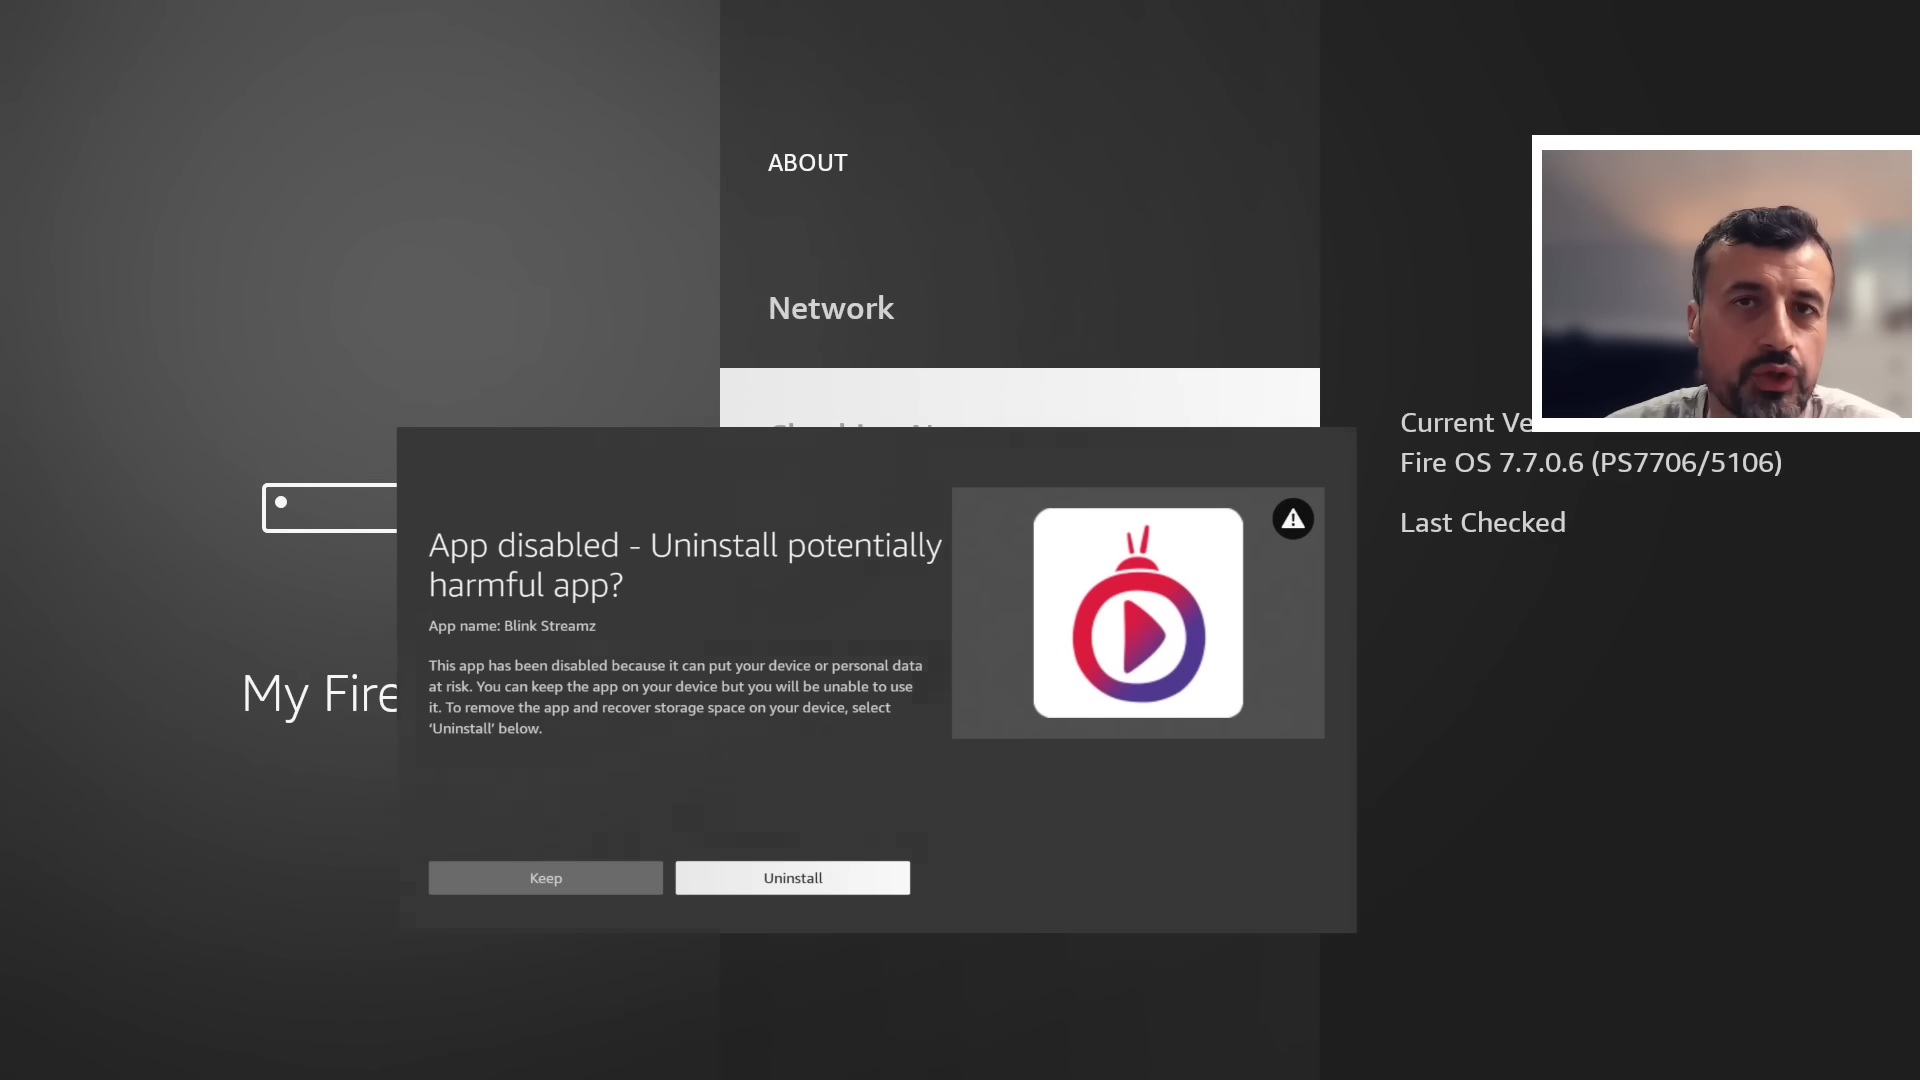 ABOUT
Network
Current Ve
Fire OS 7.7.0.6 (PS7706/5106)
Last Checked
My Fire
App disabled - Uninstall potentially
harmful app?
App name: Blink Streamz
This app has been disabled because it can put your device or personal data
at risk. You can keep the app on your device but you will be unable to use
it. To remove the app and recover storage space on your device, select
‘Uninstall’ below.
Keep
Uninstall